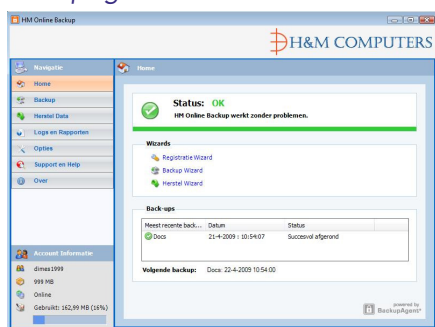 HM Online Backup
H&M COMPUTERS
Navigatie
Home
Home
Backup
Herstel Data
Logs en Rapporten
Opties
Support en Help
Over
Status: OK
HM Online Backup werkt zonder problemen.
Wizards
Registratie Wizard
Backup Wizard
Herstel Wizard
Back-ups
Meest recente back... Datum Status
Docs 21-4-2009 : 10:54:07 Succesvol afgerond
Volgende backup: Docs: 22-4-2009 10:54:00
Account Informatie
dimes1999
999 MB
Online
Gebruikt: 162,99 MB (16%)
powered by
BackupAgent